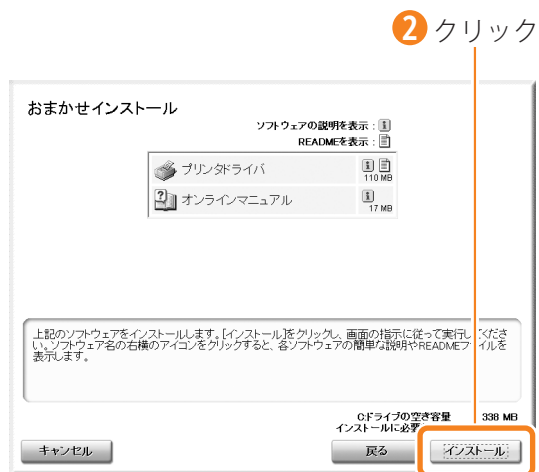 2 クリック
おまかせインストール
ソフトウェアの説明を表示 :
READMEを表示 :
プリンタドライバ
110 MB
オンラインマニュアル
17 MB
上記のソフトウェアをインストールします。[インストール]をクリックし、画面の指示に従って実行してくださ
い。ソフトウェア名の右横のアイコンをクリックすると、各ソフトウェアの簡単な説明やREADMEファイルを
表示します。
C:ドライブの空き容量 338 MB
インストールに必要
キャンセル
戻る
インストール